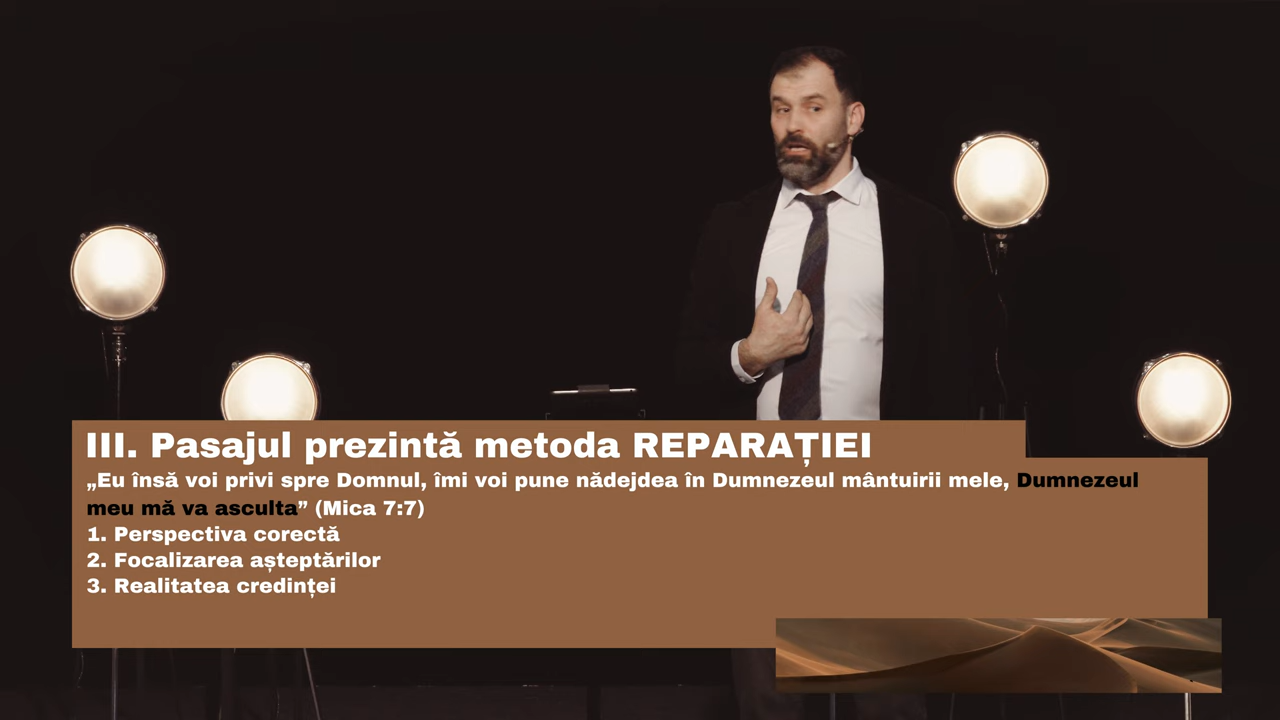 III. Pasajul prezintă metoda REPARAȚIEI
„Eu însă voi privi spre Domnul, îmi voi pune nădejdea în Dumnezeul mântuirii mele, Dumnezeul
meu mă va asculta” (Mica 7:7)
1. Perspectiva corectă
2. Focalizarea așteptărilor
3. Realitatea credinței